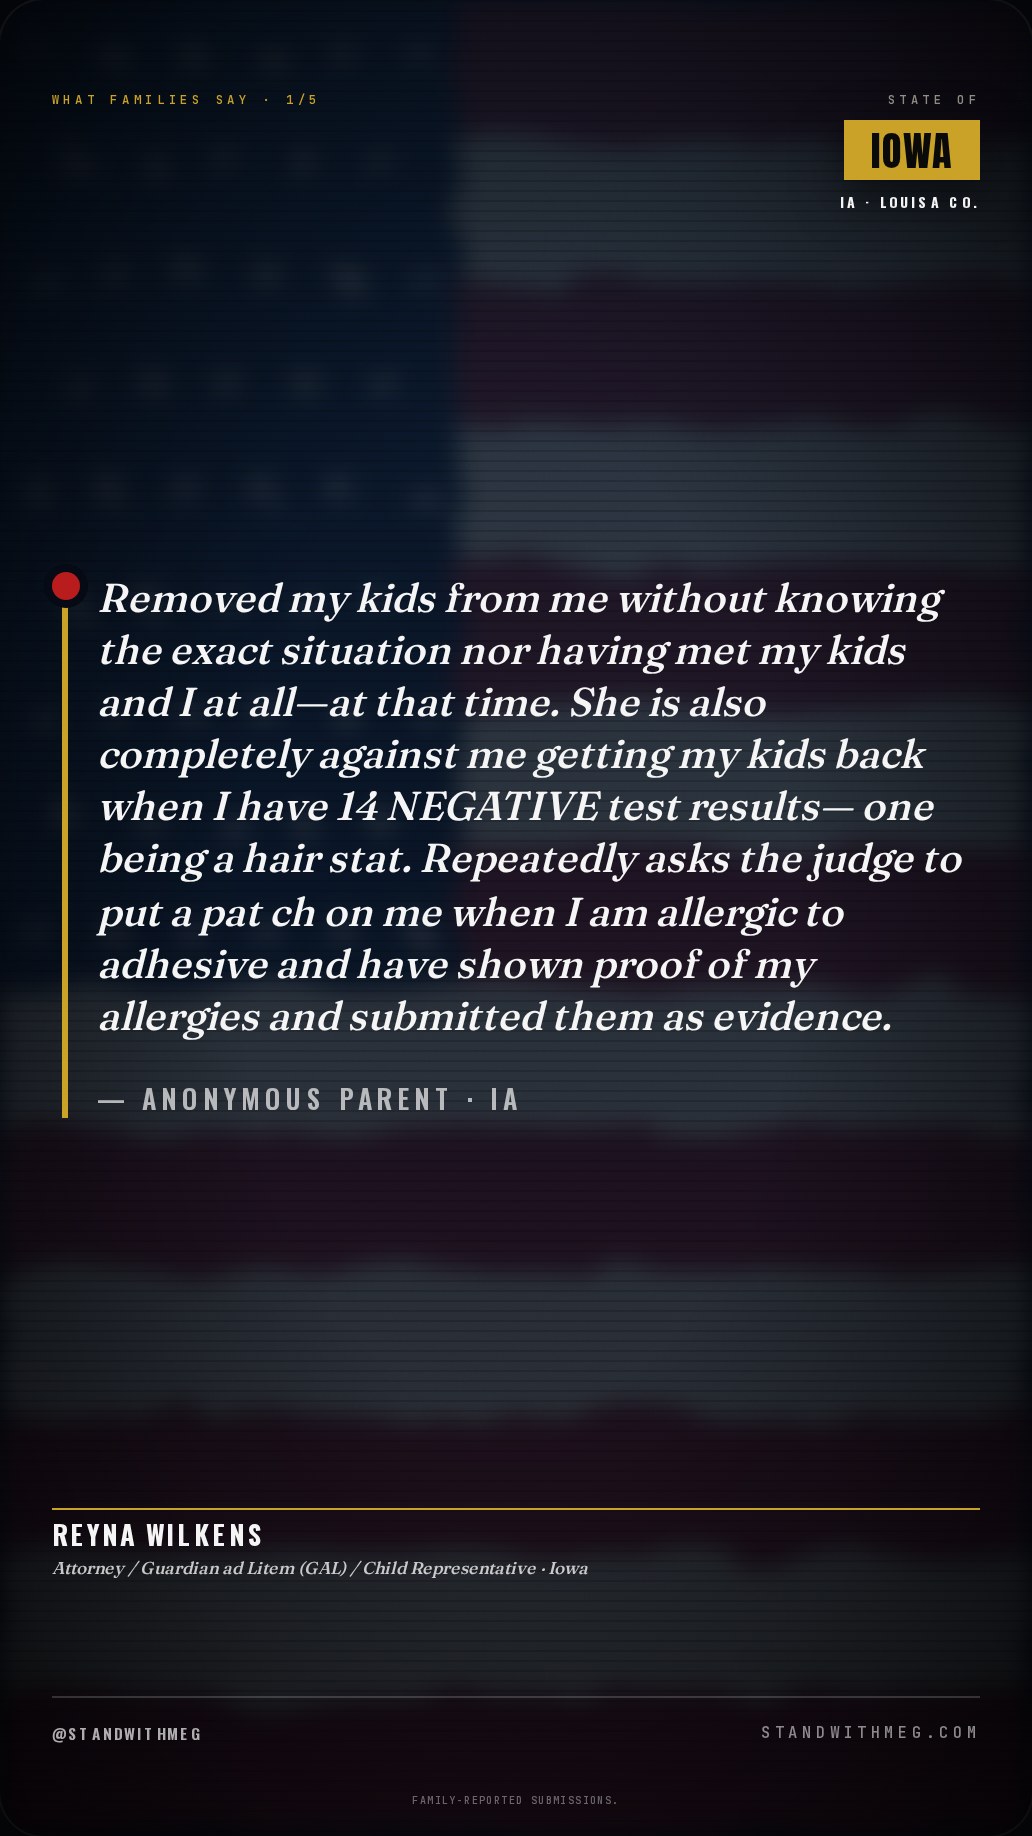 WHAT FAMILIES SAY · 1/5
STATE OF
IOWA
IA · LOUISA CO.
Removed my kids from me without knowing
the exact situation nor having met my kids
and I at all—at that time. She is also
completely against me getting my kids back
when I have 14 NEGATIVE test results— one
being a hair stat. Repeatedly asks the judge to
put a pat ch on me when I am allergic to
adhesive and have shown proof of my
allergies and submitted them as evidence.
— ANONYMOUS PARENT · IA
REYNA WILKENS
Attorney / Guardian ad Litem (GAL) / Child Representative · Iowa
@STANDWITHMEG
STANDWITHMEG.COM
FAMILY-REPORTED SUBMISSIONS.